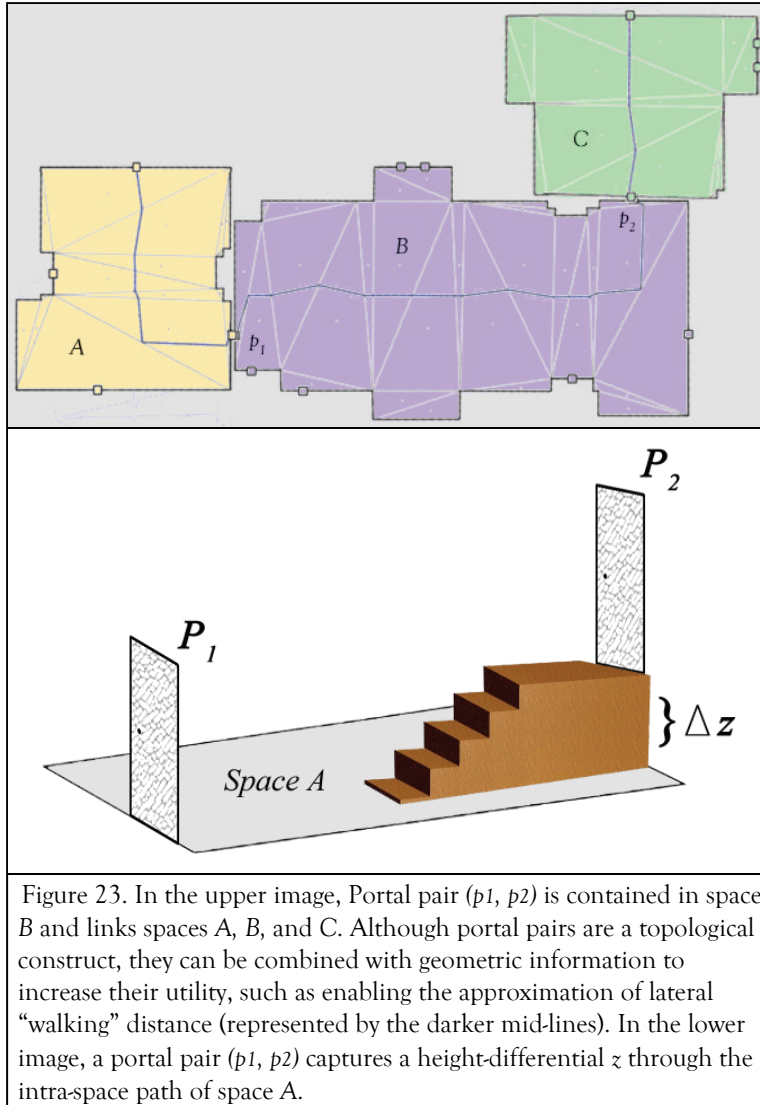 C
B
p2
A
p1
P2
P1
} Δ z
Space A
Figure 23. In the upper image, Portal pair (p1, p2) is contained in space
B and links spaces A, B, and C. Although portal pairs are a topological
construct, they can be combined with geometric information to
increase their utility, such as enabling the approximation of lateral
“walking” distance (represented by the darker mid-lines). In the lower
image, a portal pair (p1, p2) captures a height-differential z through the
intra-space path of space A.